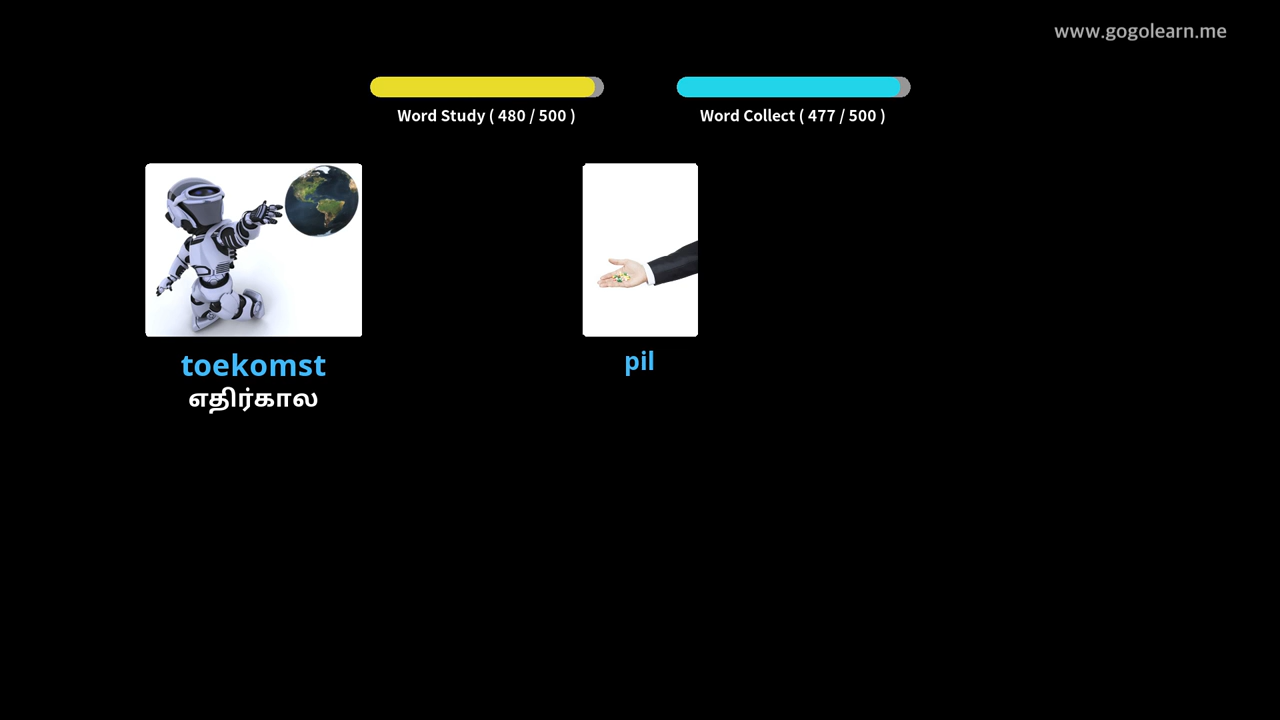 www.gogolearn.me
Word Study ( 480 / 500 )
Word Collect ( 477 / 500 )
toekomst
எதிர்கால
pil